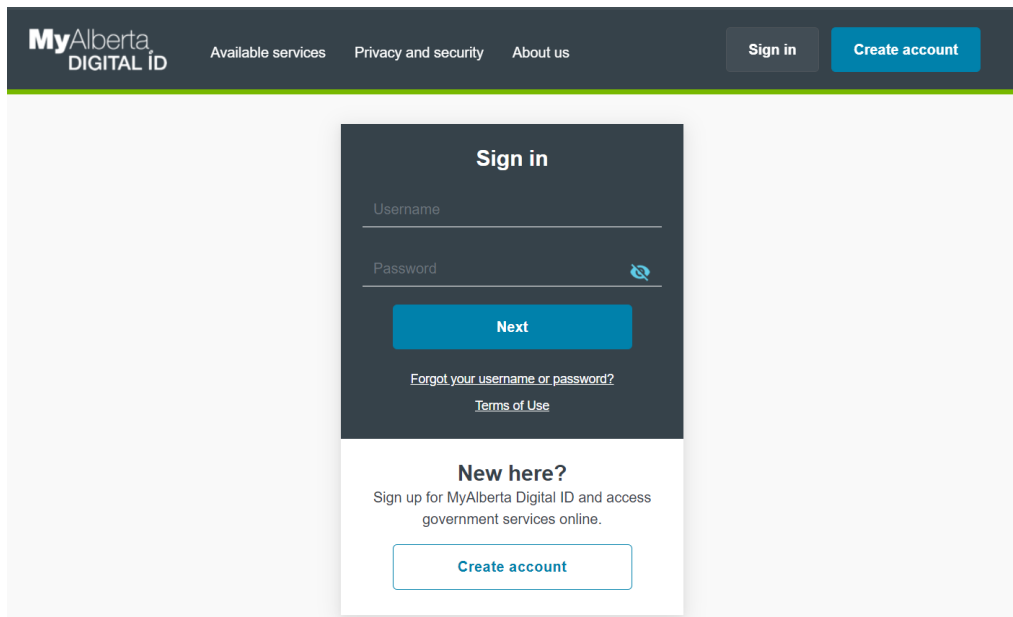 MyAlberta
DIGITAL ID
Available services
Privacy and security
About us
Sign in
Create account
Sign in
Username
Password
Next
Forgot your username or password?
Terms of Use
New here?
Sign up for MyAlberta Digital ID and access
government services online.
Create account